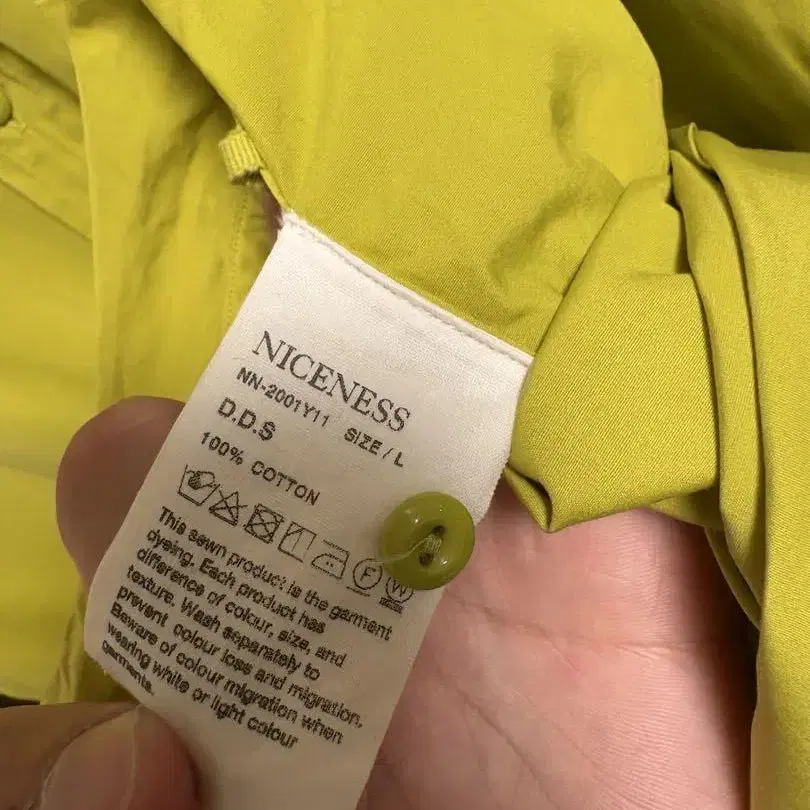 NICENESS
NN-2001Y11 SIZE / L
D.D.S
100% COTTON
F W
This sewn product is the garment
dyeing. Each product has
difference of colour, size, and
texture. Wash separately to
prevent colour loss and migration.
Beware of colour migration when
wearing white or light colour
garments.